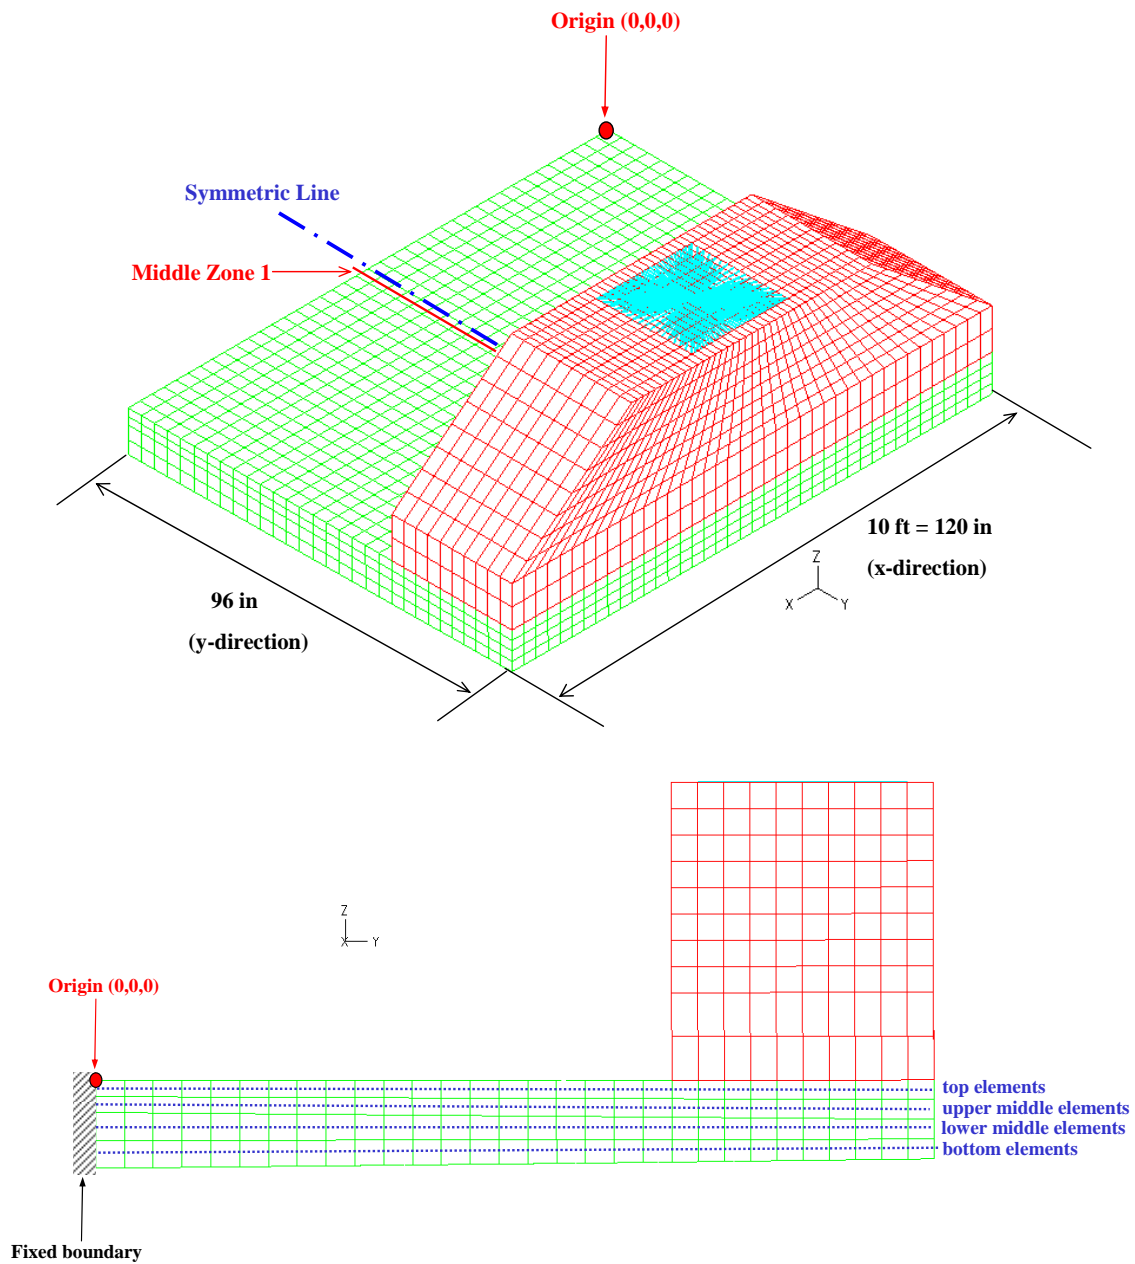 Origin (0,0,0)
Symmetric Line
Middle Zone 1
10 ft = 120 in
(x-direction)
Z
X
Y
96 in
(y-direction)
Z
X
Y
Origin (0,0,0)
top elements
upper middle elements
lower middle elements
bottom elements
Fixed boundary